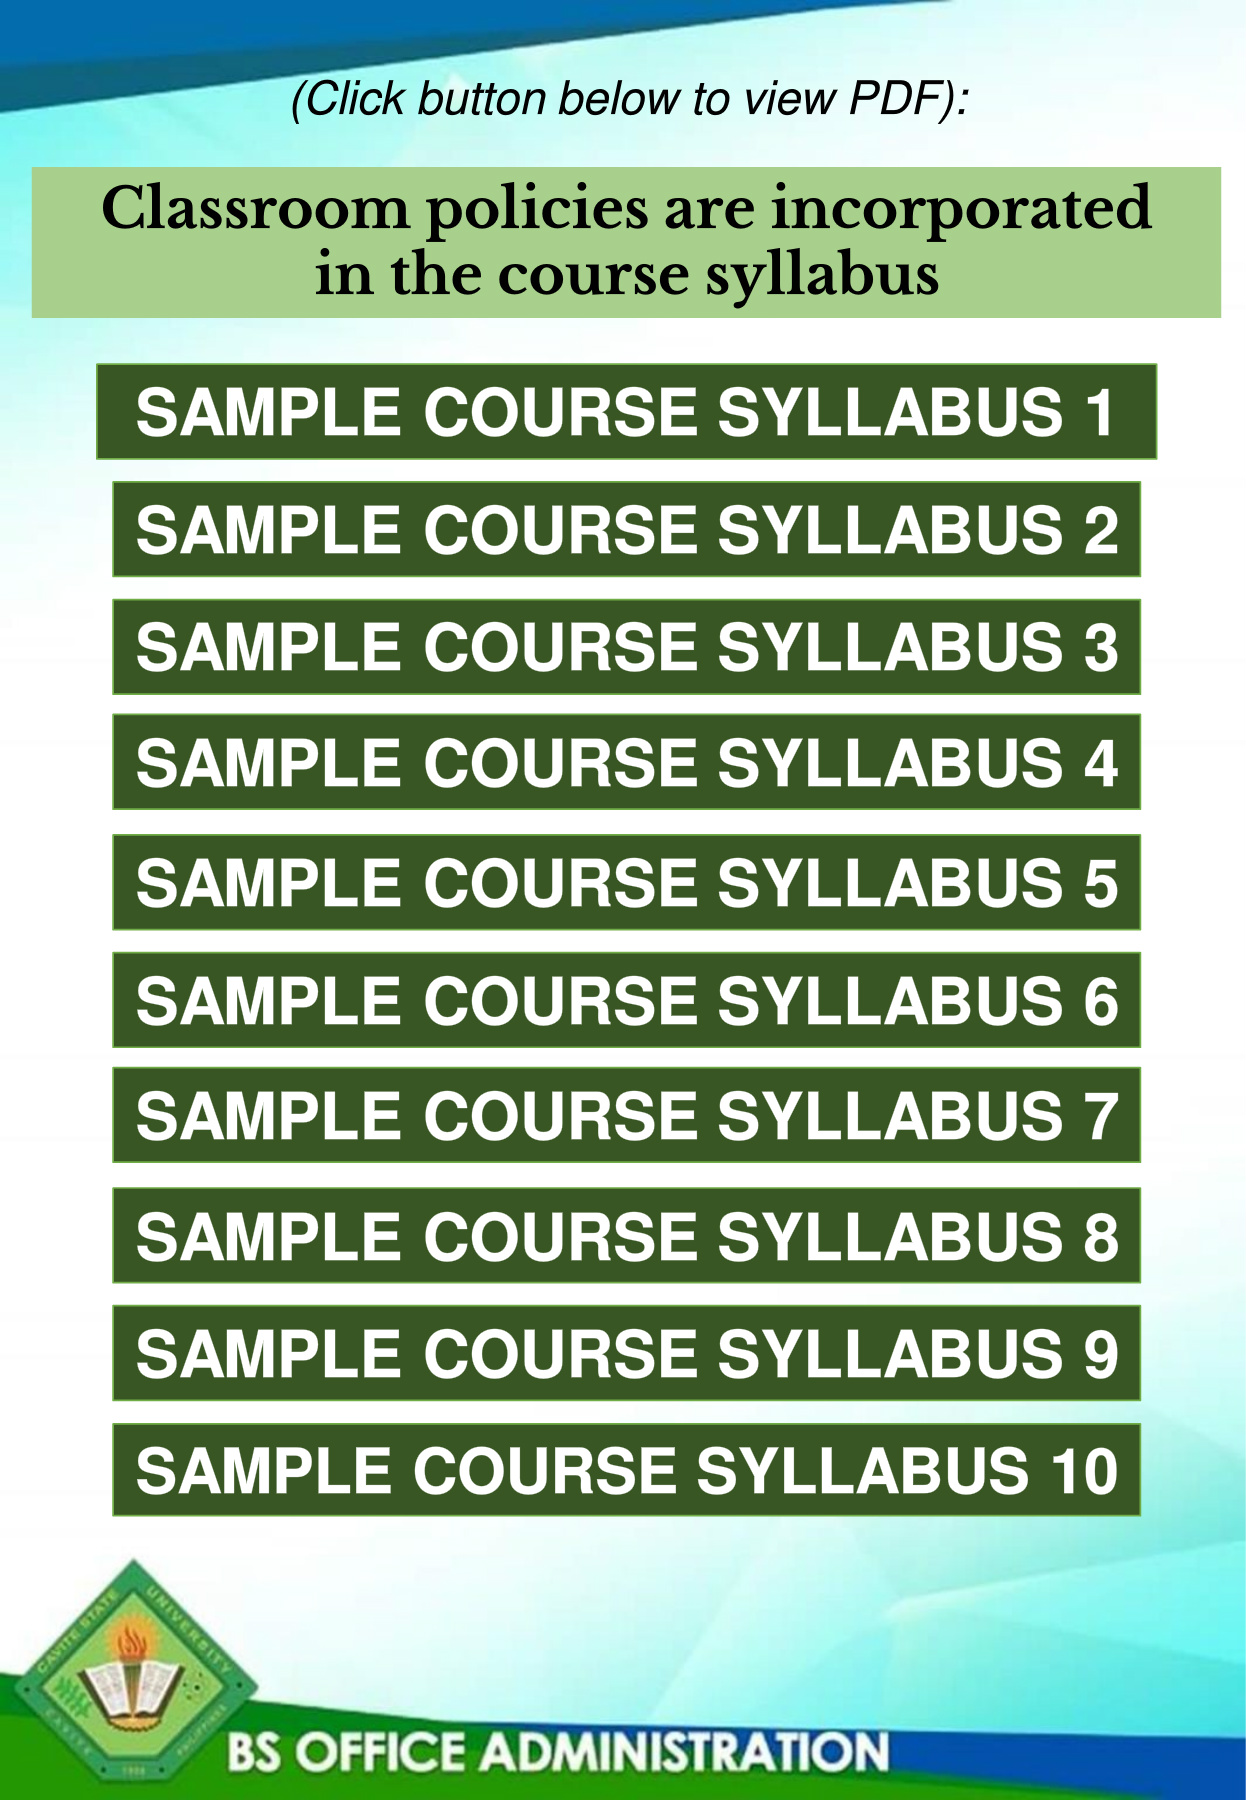 (Click button below to view PDF):
Classroom policies are incorporated
in the course syllabus
SAMPLE COURSE SYLLABUS 1
SAMPLE COURSE SYLLABUS 2
SAMPLE COURSE SYLLABUS 3
SAMPLE COURSE SYLLABUS 4
SAMPLE COURSE SYLLABUS 5
SAMPLE COURSE SYLLABUS 6
SAMPLE COURSE SYLLABUS 7
SAMPLE COURSE SYLLABUS 8
SAMPLE COURSE SYLLABUS 9
SAMPLE COURSE SYLLABUS 10
CAVITE STATE UNIVERSITY
CAVITE
PHILIPPINES
BS OFFICE ADMINISTRATION